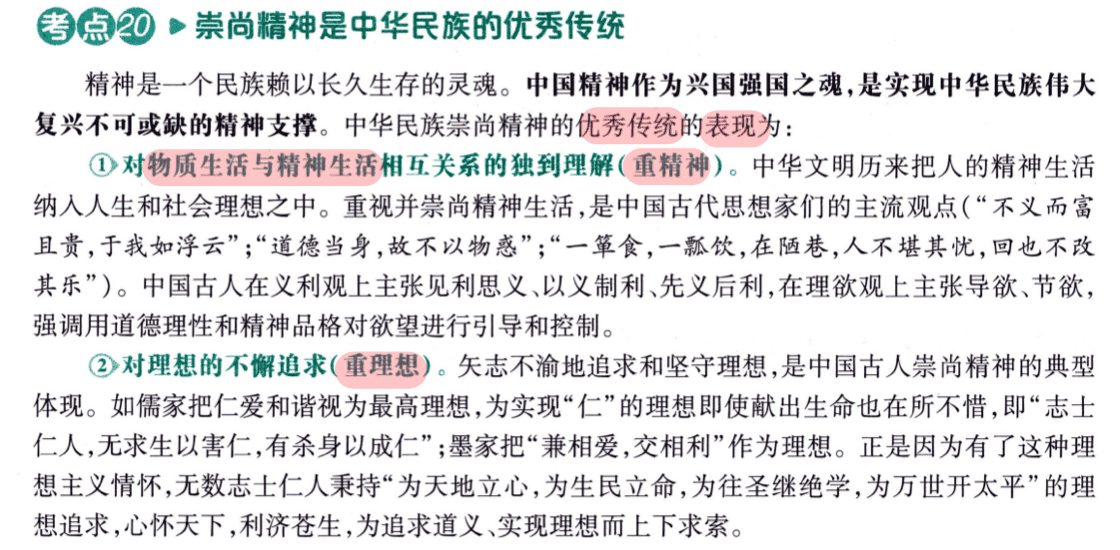 考点20 ▶ 崇尚精神是中华民族的优秀传统
精神是一个民族赖以长久生存的灵魂。中国精神作为兴国强国之魂,是实现中华民族伟大
复兴不可或缺的精神支撑。中华民族崇尚精神的优秀传统的表现为:
①对物质生活与精神生活相互关系的独到理解(重精神)。中华文明历来把人的精神生活
纳入人生和社会理想之中。重视并崇尚精神生活,是中国古代思想家们的主流观点(“不义而富
且贵,于我如浮云”;“道德当身,故不以物惑”;“一箪食,一瓢饮,在陋巷,人不堪其忧,回也不改
其乐”)。中国古人在义利观上主张见利思义、以义制利、先义后利,在理欲观上主张导欲、节欲,
强调用道德理性和精神品格对欲望进行引导和控制。
②对理想的不懈追求(重理想)。矢志不渝地追求和坚守理想,是中国古人崇尚精神的典型
体现。如儒家把仁爱和谐视为最高理想,为实现“仁”的理想即使献出生命也在所不惜,即“志士
仁人,无求生以害仁,有杀身以成仁”;墨家把“兼相爱,交相利”作为理想。正是因为有了这种理
想主义情怀,无数志士仁人秉持“为天地立心,为生民立命,为往圣继绝学,为万世开太平”的理
想追求,心怀天下,利济苍生,为追求道义、实现理想而上下求索。